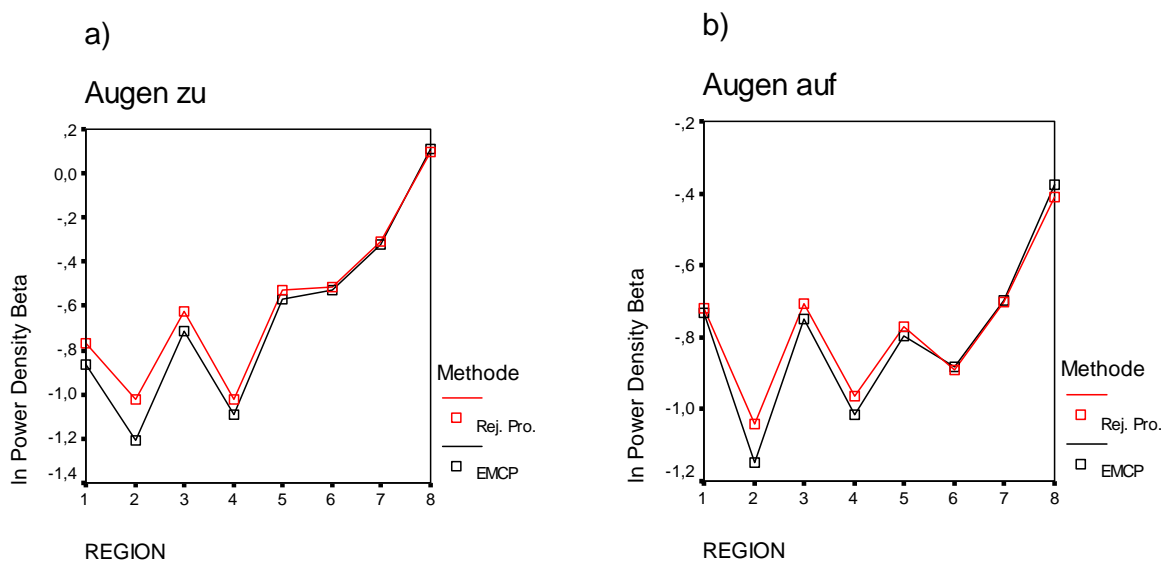 a)
Augen zu
ln Power Density Beta
,2
0,0
-,2
-,4
-,6
-,8
-1,0
-1,2
-1,4
1 2 3 4 5 6 7 8
REGION
Methode
Rej. Pro.
EMCP
b)
Augen auf
ln Power Density Beta
-,2
-,4
-,6
-,8
-1,0
-1,2
1 2 3 4 5 6 7 8
REGION
Methode
Rej. Pro.
EMCP